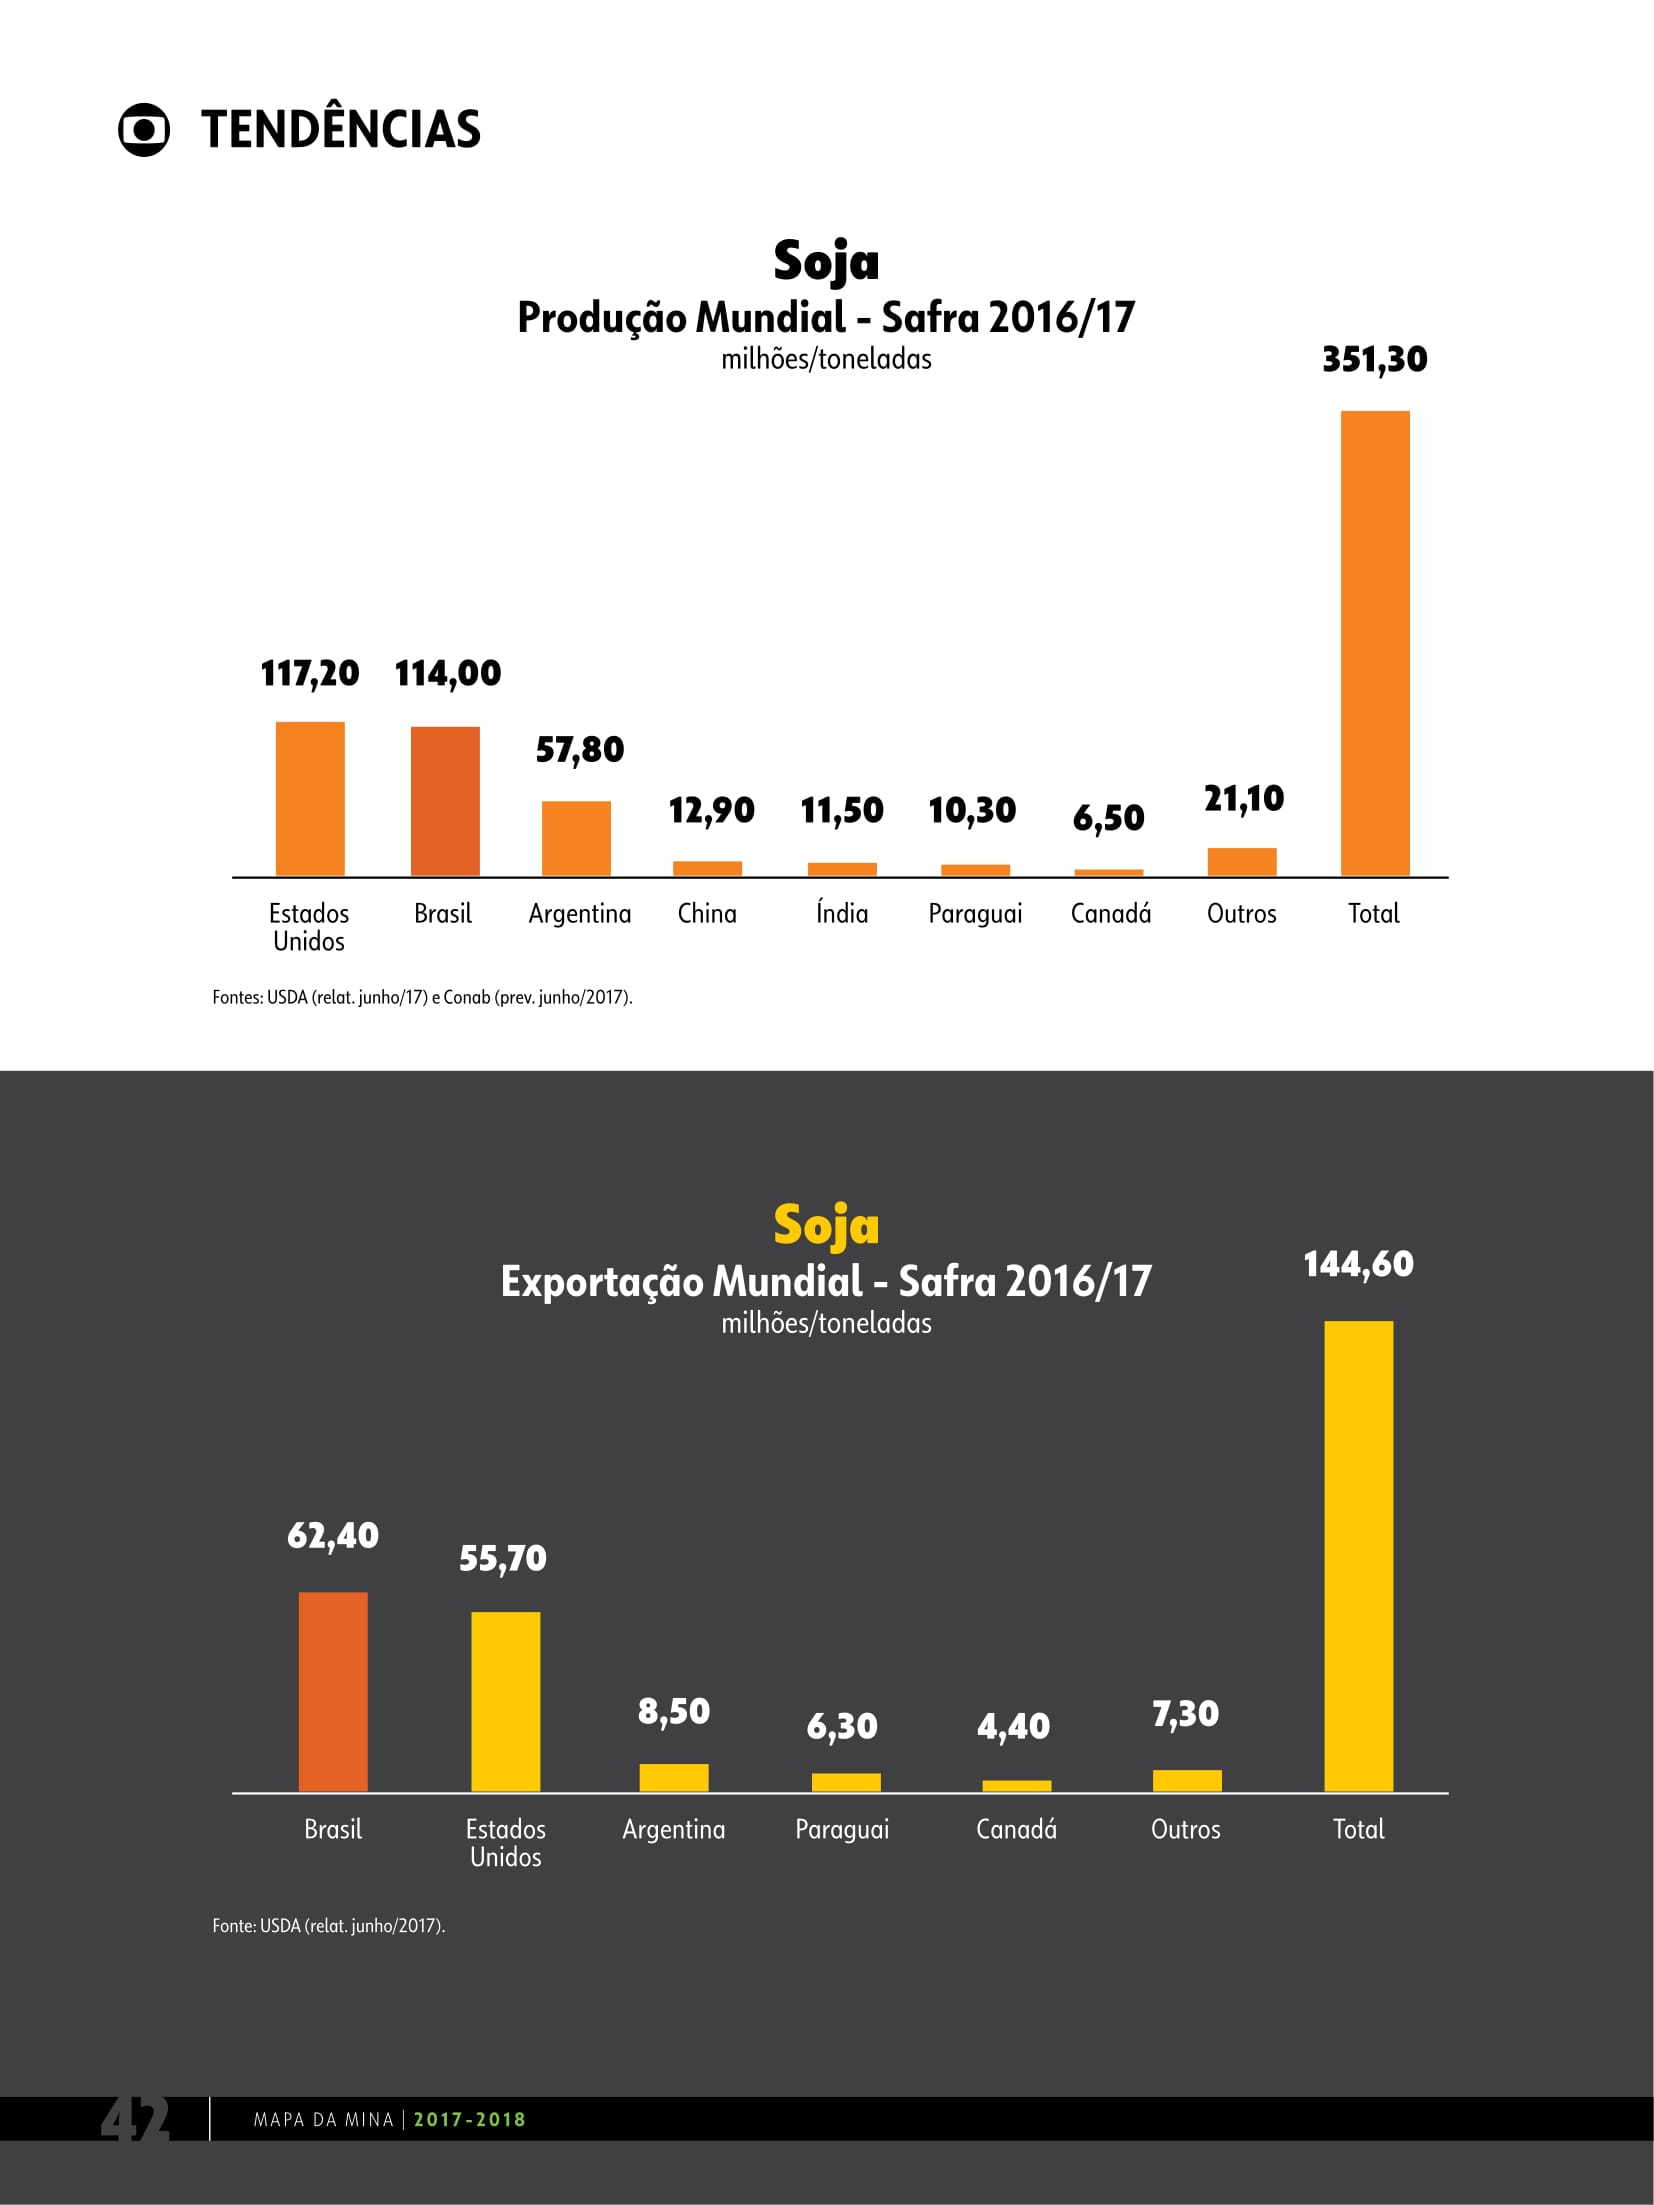 TENDÊNCIAS
Soja
Produção Mundial - Safra 2016/17
milhões/toneladas
351,30
117,20 114,00
57,80
12,90 11,50 10,30 6,50 21,10
Estados Unidos Brasil Argentina China Índia Paraguai Canadá Outros Total
Fontes: USDA (relat. junho/17) e Conab (prev. junho/2017).
Soja
Exportação Mundial - Safra 2016/17
milhões/toneladas
144,60
62,40
55,70
8,50 6,30 4,40 7,30
Brasil Estados Unidos Argentina Paraguai Canadá Outros Total
Fonte: USDA (relat. junho/2017).
42 MAPA DA MINA | 2017-2018